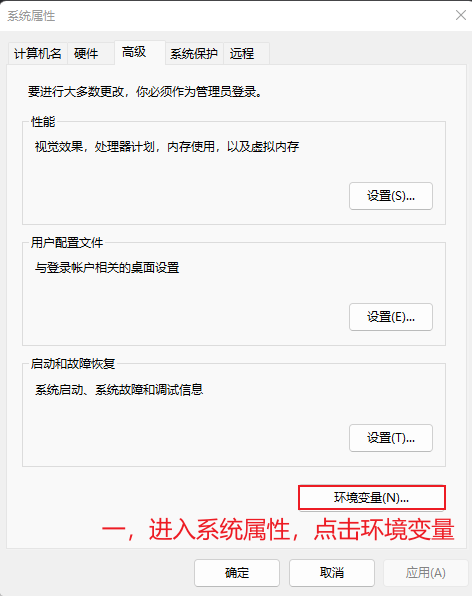 系统属性
计算机名 硬件 高级 系统保护 远程
要进行大多数更改，你必须作为管理员登录。
性能
视觉效果，处理器计划，内存使用，以及虚拟内存
设置(S)...
用户配置文件
与登录帐户相关的桌面设置
设置(E)...
启动和故障恢复
系统启动、系统故障和调试信息
设置(T)...
环境变量(N)...
一，进入系统属性，点击环境变量
确定 取消 应用(A)